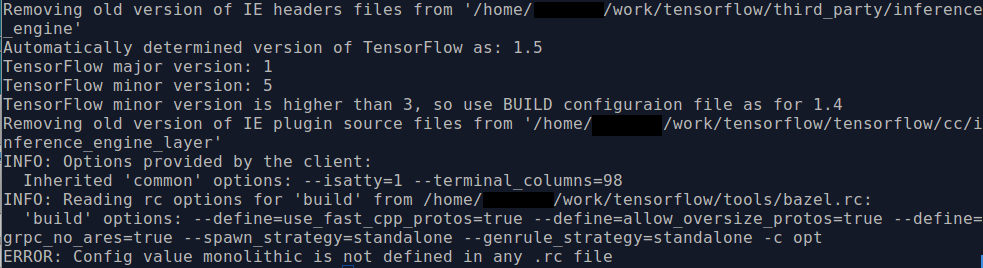 Removing old version of IE headers files from '/home/ /work/tensorflow/third_party/inference
_engine'
Automatically determined version of TensorFlow as: 1.5
TensorFlow major version: 1
TensorFlow minor version: 5
TensorFlow minor version is higher than 3, so use BUILD configuraion file as for 1.4
Removing old version of IE plugin source files from '/home/ /work/tensorflow/tensorflow/cc/i
nference_engine_layer'
INFO: Options provided by the client:
  Inherited 'common' options: --isatty=1 --terminal_columns=98
INFO: Reading rc options for 'build' from /home/ /work/tensorflow/tools/bazel.rc:
  'build' options: --define=use_fast_cpp_protos=true --define=allow_oversize_protos=true --define=
grpc_no_ares=true --spawn_strategy=standalone --genrule_strategy=standalone -c opt
ERROR: Config value monolithic is not defined in any .rc file